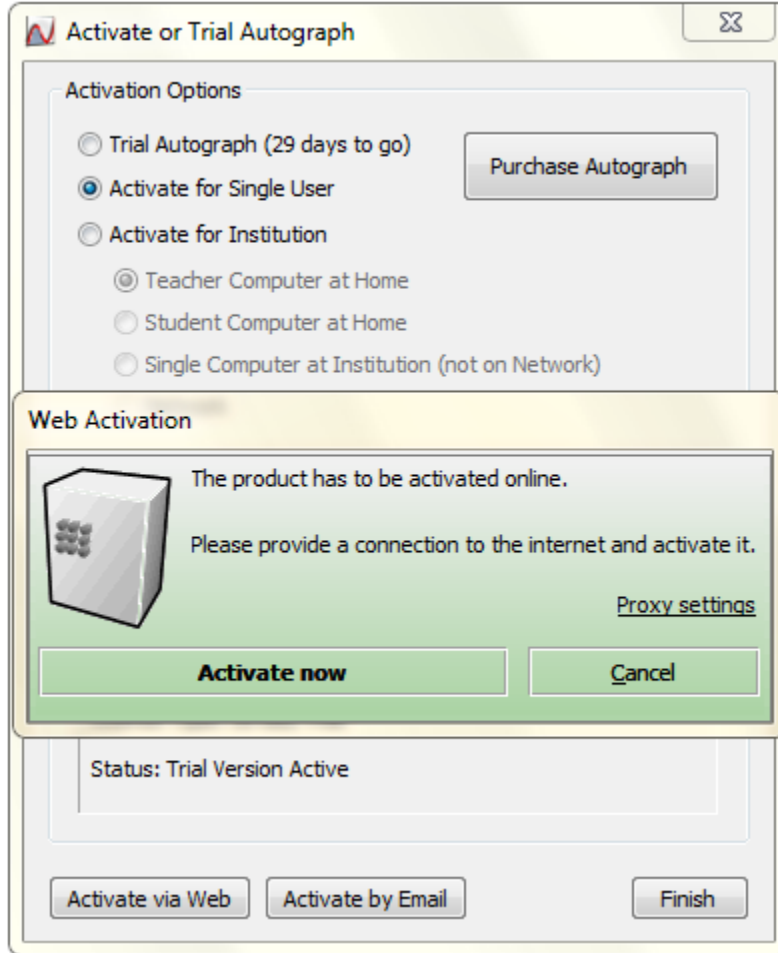 Activate or Trial Autograph
Activation Options
Trial Autograph (29 days to go)
Purchase Autograph
Activate for Single User
Activate for Institution
Teacher Computer at Home
Student Computer at Home
Single Computer at Institution (not on Network)
Web Activation
The product has to be activated online.
Please provide a connection to the internet and activate it.
Proxy settings
Activate now
Cancel
Status: Trial Version Active
Activate via Web
Activate by Email
Finish